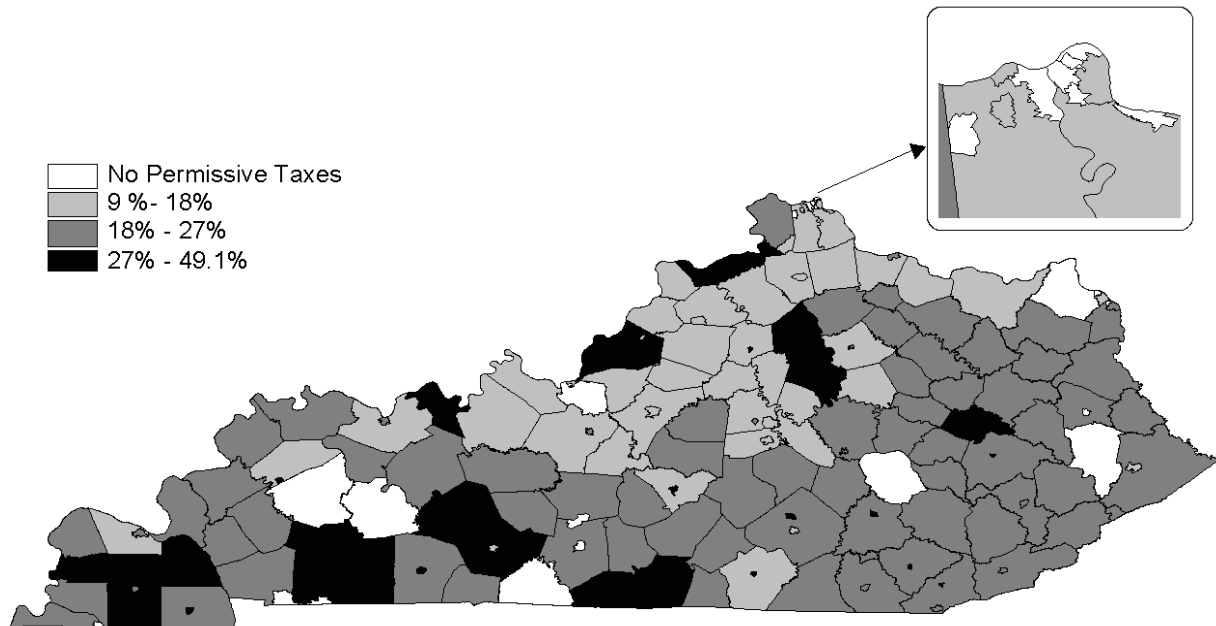 No Permissive Taxes
9 %- 18%
18% - 27%
27% - 49.1%